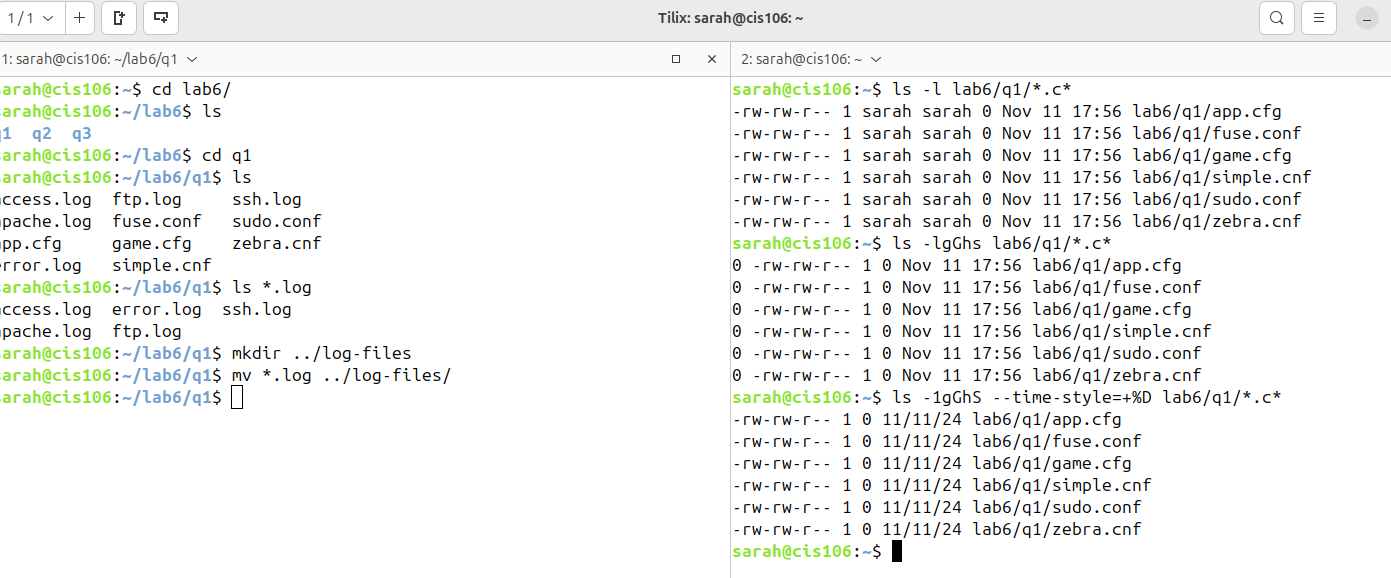 1 / 1
Tilix: sarah@cis106: ~
1: sarah@cis106: ~/lab6/q1
sarah@cis106:~$ cd lab6/
sarah@cis106:~/lab6$ ls
q1  q2  q3
sarah@cis106:~/lab6$ cd q1
sarah@cis106:~/lab6/q1$ ls
access.log  ftp.log     ssh.log
apache.log  fuse.conf   sudo.conf
app.cfg     game.cfg    zebra.cnf
error.log   simple.cnf
sarah@cis106:~/lab6/q1$ ls *.log
access.log  error.log  ssh.log
apache.log  ftp.log
sarah@cis106:~/lab6/q1$ mkdir ../log-files
sarah@cis106:~/lab6/q1$ mv *.log ../log-files/
sarah@cis106:~/lab6/q1$
2: sarah@cis106: ~
sarah@cis106:~$ ls -l lab6/q1/*.c*
-rw-rw-r-- 1 sarah sarah 0 Nov 11 17:56 lab6/q1/app.cfg
-rw-rw-r-- 1 sarah sarah 0 Nov 11 17:56 lab6/q1/fuse.conf
-rw-rw-r-- 1 sarah sarah 0 Nov 11 17:56 lab6/q1/game.cfg
-rw-rw-r-- 1 sarah sarah 0 Nov 11 17:56 lab6/q1/simple.cnf
-rw-rw-r-- 1 sarah sarah 0 Nov 11 17:56 lab6/q1/sudo.conf
-rw-rw-r-- 1 sarah sarah 0 Nov 11 17:56 lab6/q1/zebra.cnf
sarah@cis106:~$ ls -lgGhs lab6/q1/*.c*
0 -rw-rw-r-- 1 0 Nov 11 17:56 lab6/q1/app.cfg
0 -rw-rw-r-- 1 0 Nov 11 17:56 lab6/q1/fuse.conf
0 -rw-rw-r-- 1 0 Nov 11 17:56 lab6/q1/game.cfg
0 -rw-rw-r-- 1 0 Nov 11 17:56 lab6/q1/simple.cnf
0 -rw-rw-r-- 1 0 Nov 11 17:56 lab6/q1/sudo.conf
0 -rw-rw-r-- 1 0 Nov 11 17:56 lab6/q1/zebra.cnf
sarah@cis106:~$ ls -1gGhS --time-style=+%D lab6/q1/*.c*
-rw-rw-r-- 1 0 11/11/24 lab6/q1/app.cfg
-rw-rw-r-- 1 0 11/11/24 lab6/q1/fuse.conf
-rw-rw-r-- 1 0 11/11/24 lab6/q1/game.cfg
-rw-rw-r-- 1 0 11/11/24 lab6/q1/simple.cnf
-rw-rw-r-- 1 0 11/11/24 lab6/q1/sudo.conf
-rw-rw-r-- 1 0 11/11/24 lab6/q1/zebra.cnf
sarah@cis106:~$